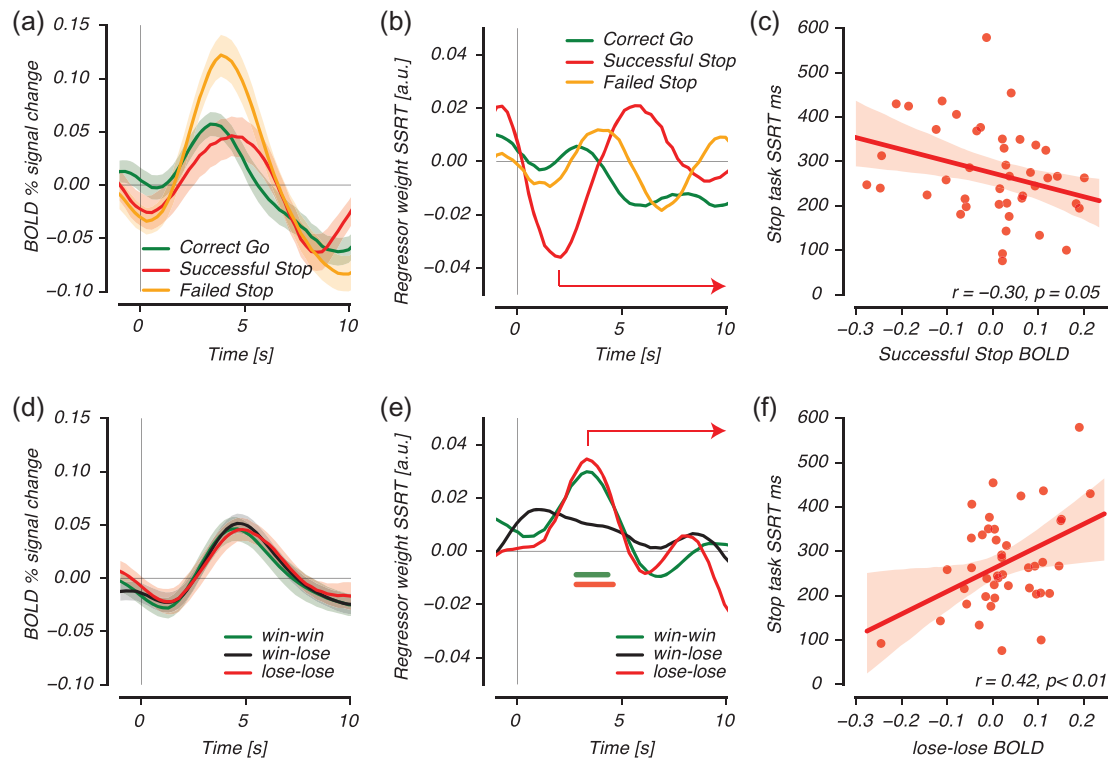 (a)
BOLD % signal change
0.15
0.10
0.05
0.00
−0.05
−0.10
Correct Go
Successful Stop
Failed Stop
0 5 10
Time [s]
(b)
Regressor weight SSRT [a.u.]
0.04
0.02
0.00
−0.02
−0.04
Correct Go
Successful Stop
Failed Stop
0 5 10
Time [s]
(c)
Stop task SSRT ms
600
500
400
300
200
100
0
r = −0.30, p = 0.05
−0.3 −0.2 −0.1 0.0 0.1 0.2
Successful Stop BOLD
(d)
BOLD % signal change
0.15
0.10
0.05
0.00
−0.05
−0.10
win-win
win-lose
lose-lose
0 5 10
Time [s]
(e)
Regressor weight SSRT [a.u.]
0.04
0.02
0.00
−0.02
−0.04
win-win
win-lose
lose-lose
0 5 10
Time [s]
(f)
Stop task SSRT ms
600
500
400
300
200
100
0
r = 0.42, p< 0.01
−0.3 −0.2 −0.1 0.0 0.1 0.2
lose-lose BOLD